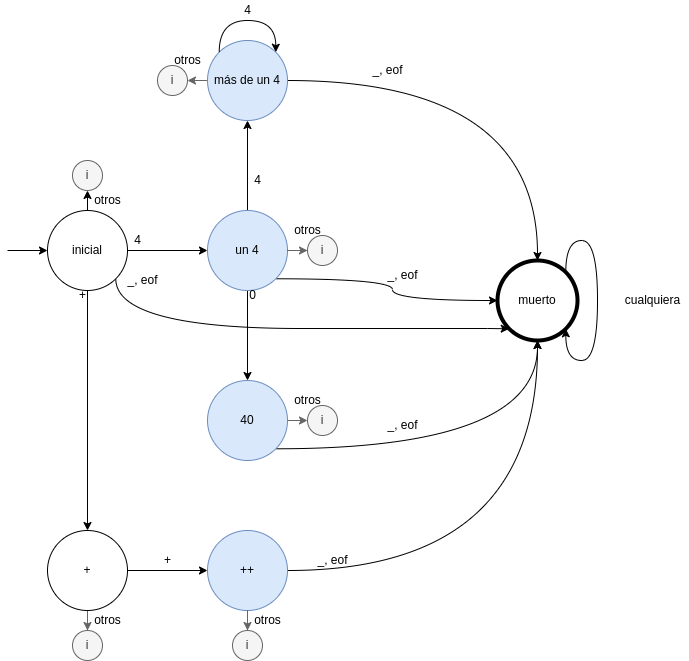 4
otros
_, eof
i
más de un 4
4
i
otros
inicial
4
un 4
otros
i
_, eof
_, eof
+
0
muerto
cualquiera
otros
40
i
_, eof
+
+
++
_, eof
otros
otros
i
i